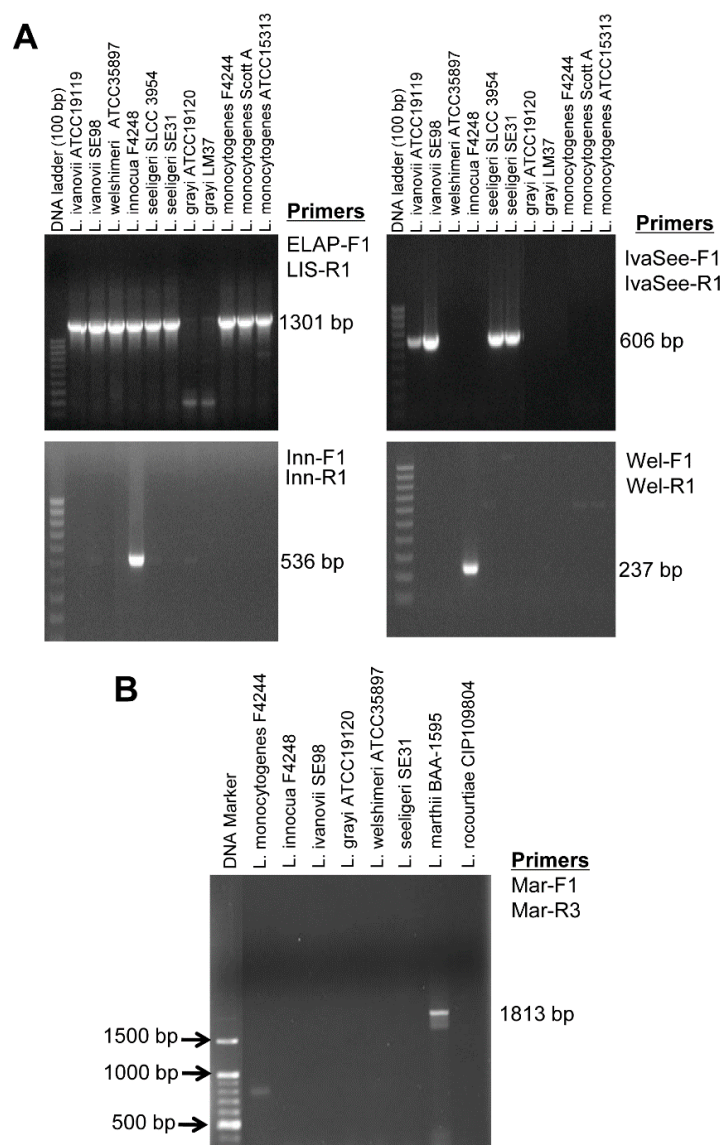 A
DNA ladder (100 bp)
L. ivanovii ATCC19119
L. ivanovii SE98
L. welshimeri ATCC35897
L. innocua F4248
L. seeligeri SLCC 3954
L. seeligeri SE31
L. grayi ATCC19120
L. grayi LM37
L. monocytogenes F4244
L. monocytogenes Scott A
L. monocytogenes ATCC15313
Primers
ELAP-F1
LIS-R1
1301 bp
DNA ladder (100 bp)
L. ivanovii ATCC19119
L. ivanovii SE98
L. welshimeri ATCC35897
L. innocua F4248
L. seeligeri SLCC 3954
L. seeligeri SE31
L. grayi ATCC19120
L. grayi LM37
L. monocytogenes F4244
L. monocytogenes Scott A
L. monocytogenes ATCC15313
Primers
IvaSee-F1
IvaSee-R1
606 bp
Inn-F1
Inn-R1
536 bp
Wel-F1
Wel-R1
237 bp
B
DNA Marker
L. monocytogenes F4244
L. innocua F4248
L. ivanovii SE98
L. grayi ATCC19120
L. welshimeri ATCC35897
L. seeligeri SE31
L. marthii BAA-1595
L. rocourtiae CIP109804
Primers
Mar-F1
Mar-R3
1813 bp
1500 bp
1000 bp
500 bp